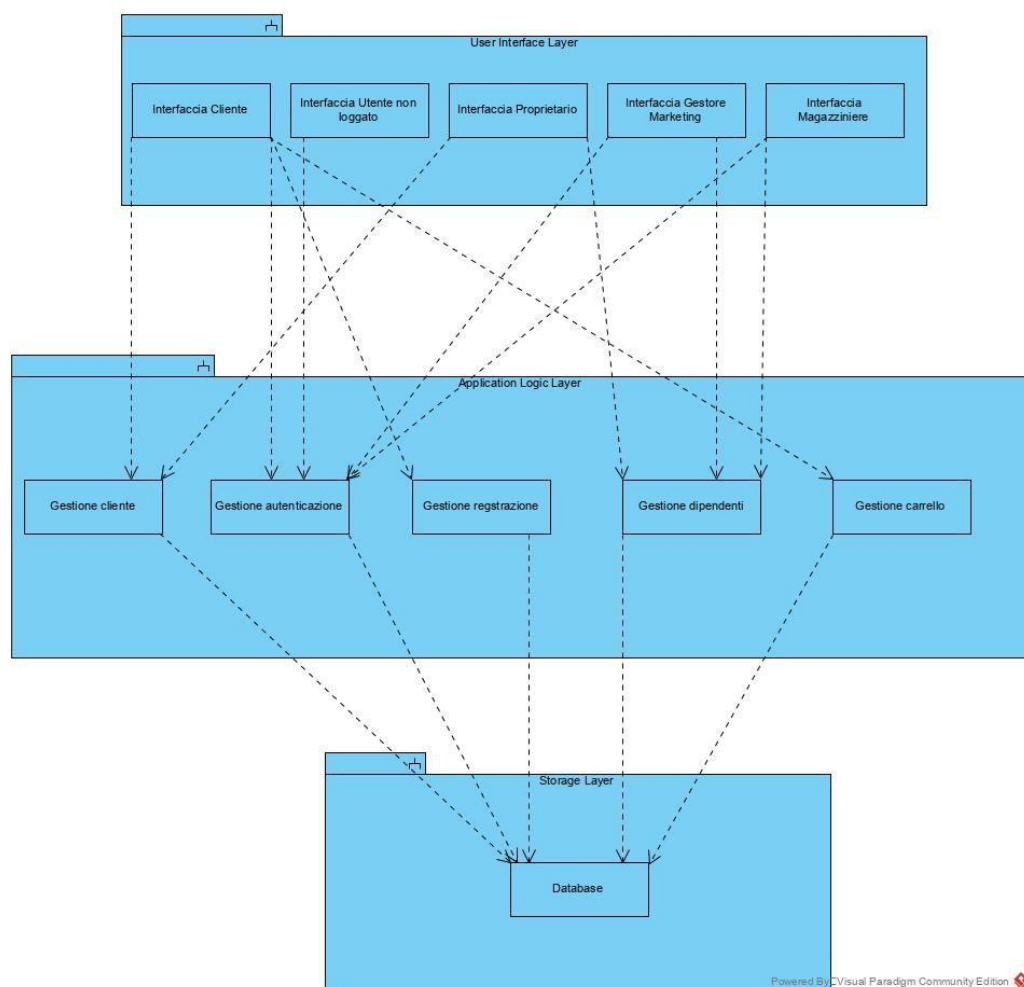 User Interface Layer
Interfaccia Cliente
Interfaccia Utente non
loggato
Interfaccia Proprietario
Interfaccia Gestore
Marketing
Interfaccia
Magazziniere
Application Logic Layer
Gestione cliente
Gestione autenticazione
Gestione regstrazione
Gestione dipendenti
Gestione carrello
Storage Layer
Database
Powered By Visual Paradigm Community Edition